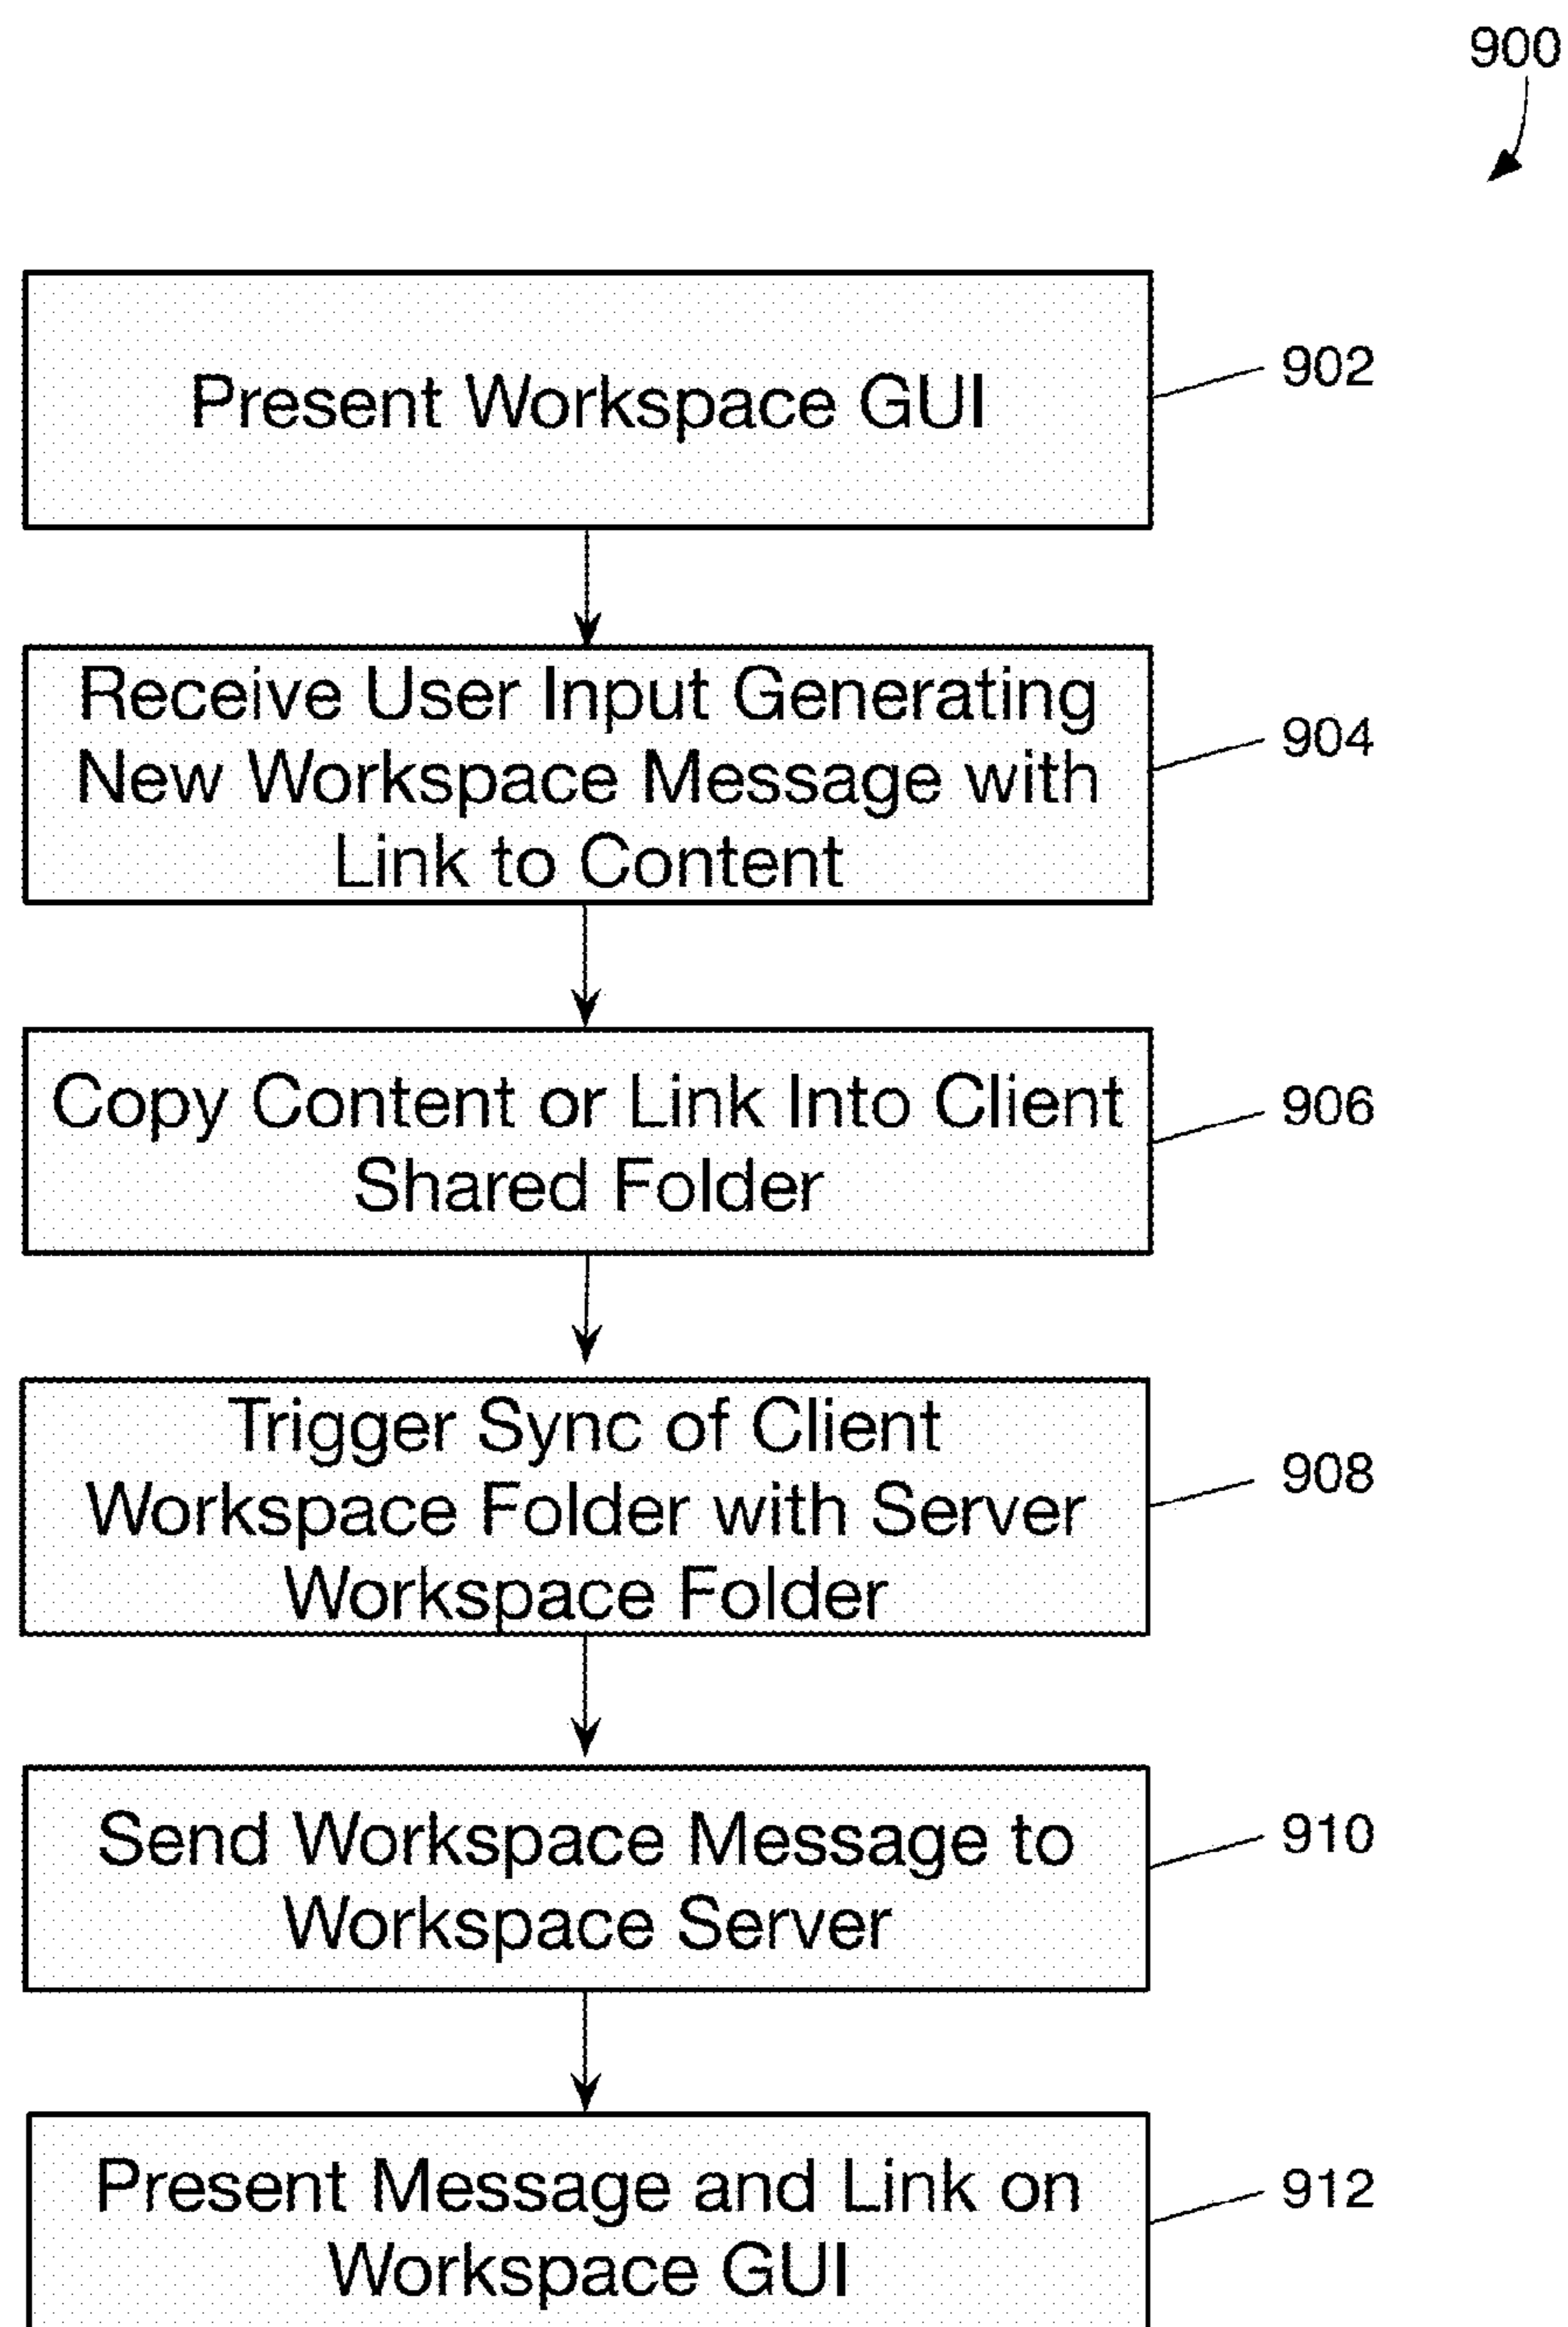 900
Present Workspace GUI
902
Receive User Input Generating
New Workspace Message with
Link to Content
904
Copy Content or Link Into Client
Shared Folder
906
Trigger Sync of Client
Workspace Folder with Server
Workspace Folder
908
Send Workspace Message to
Workspace Server
910
Present Message and Link on
Workspace GUI
912